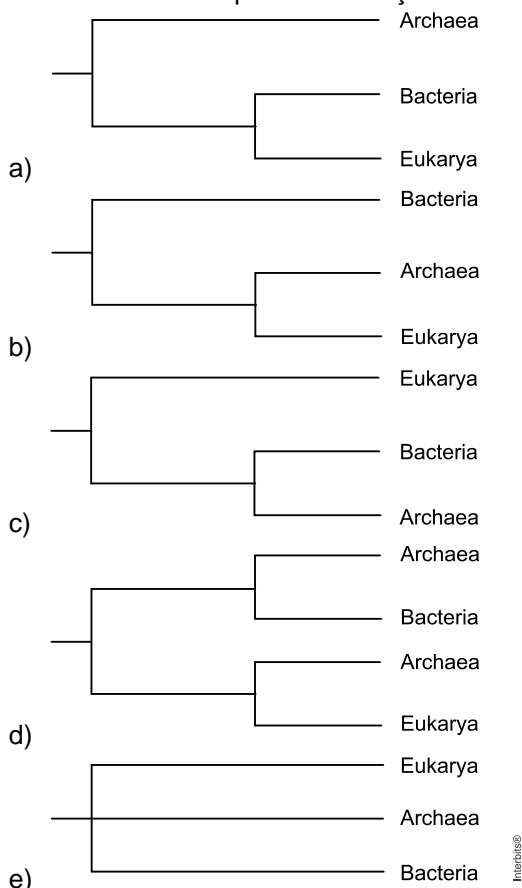 Archaea
Bacteria
a) Eukarya
Bacteria
Archaea
b) Eukarya
Eukarya
Bacteria
c) Archaea
Archaea
Bacteria
Archaea
d) Eukarya
Eukarya
Archaea
e) Bacteria
Interbits®